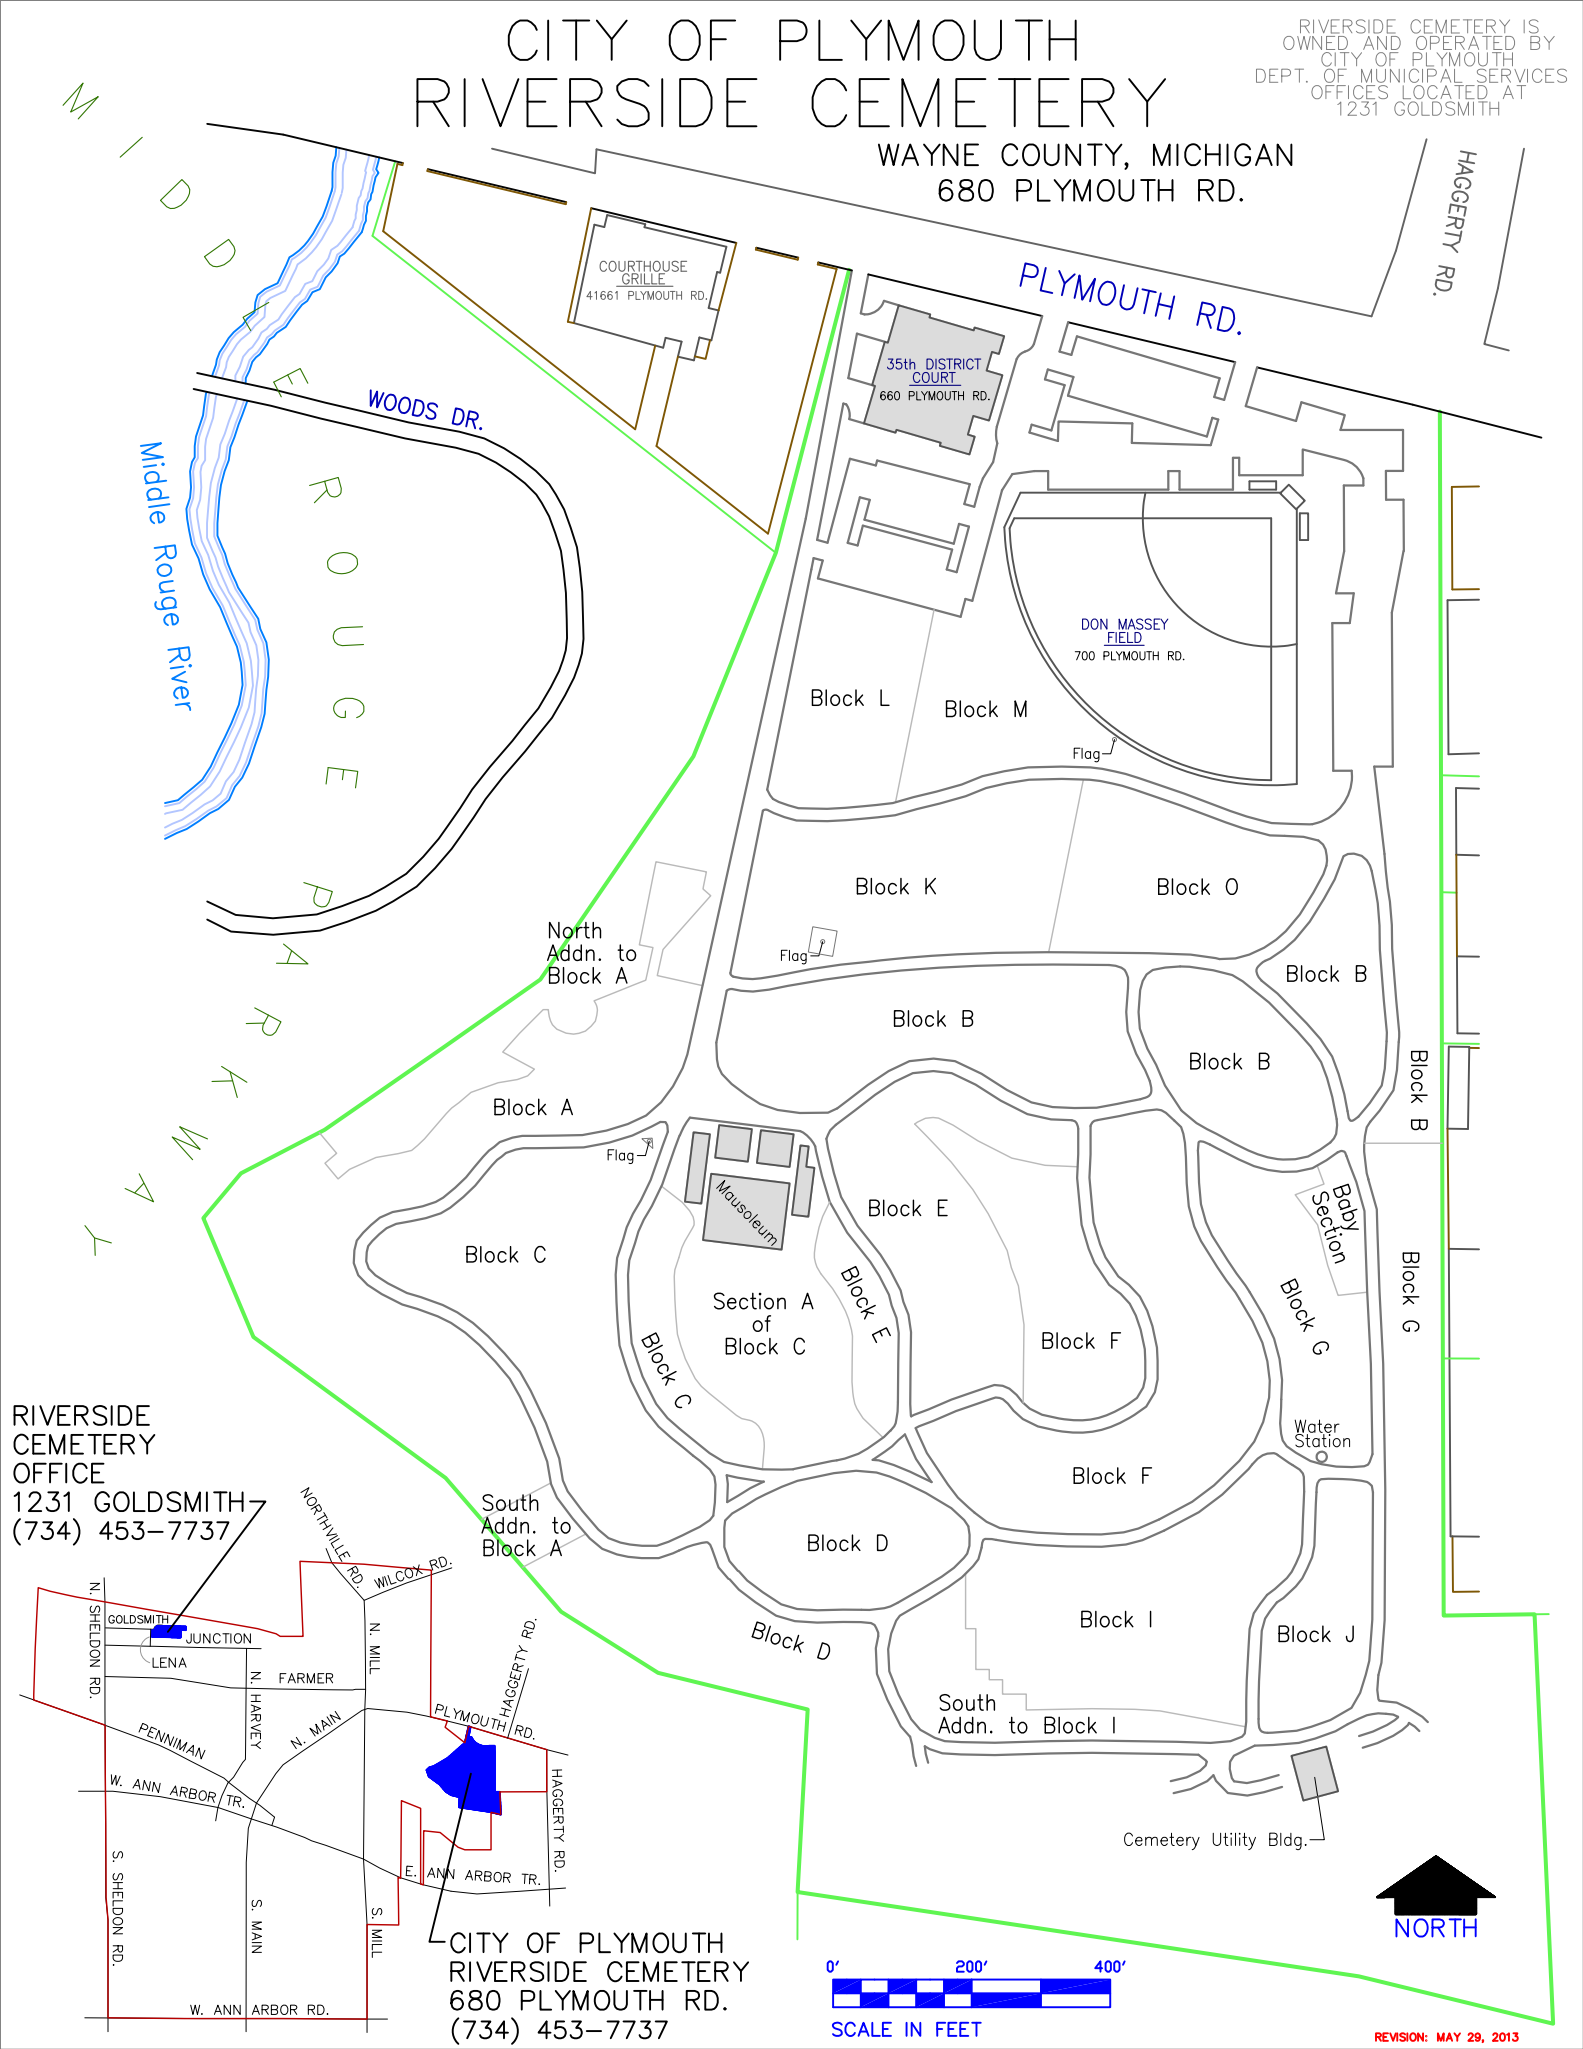 CITY OF PLYMOUTH
RIVERSIDE CEMETERY
WAYNE COUNTY, MICHIGAN
680 PLYMOUTH RD.
RIVERSIDE CEMETERY IS
OWNED AND OPERATED BY
CITY OF PLYMOUTH
DEPT. OF MUNICIPAL SERVICES
OFFICES LOCATED AT
1231 GOLDSMITH
HAGGERTY RD.
PLYMOUTH RD.
MIDDLE ROUGE PARKWAY
COURTHOUSE
GRILLE
41661 PLYMOUTH RD.
35th DISTRICT
COURT
660 PLYMOUTH RD.
WOODS DR.
Middle Rouge River
DON MASSEY
FIELD
700 PLYMOUTH RD.
Block L
Block M
Flag
Block K
Block O
Flag
North
Addn. to
Block A
Block B
Block B
Block B
Block B
Block A
Flag
Mausoleum
Block E
Baby
Section
Block C
Block G
Block G
Section A
of
Block C
Block E
Block C
Block F
Water
Station
Block F
South
Addn. to
Block A
Block D
Block D
Block I
Block J
South
Addn. to Block I
Cemetery Utility Bldg.
NORTH
0'
200'
400'
SCALE IN FEET
REVISION: MAY 29, 2013
RIVERSIDE
CEMETERY
OFFICE
1231 GOLDSMITH
(734) 453-7737
NORTHVILLE RD.
WILCOX RD.
N. SHELDON RD.
GOLDSMITH
JUNCTION
LENA
N. MILL
FARMER
N. HARVEY
HAGGERTY RD.
PLYMOUTH RD.
PENNIMAN
N. MAIN
W. ANN ARBOR TR.
HAGGERTY RD.
E. ANN ARBOR TR.
S. SHELDON RD.
S. MAIN
S. MILL
W. ANN ARBOR RD.
CITY OF PLYMOUTH
RIVERSIDE CEMETERY
680 PLYMOUTH RD.
(734) 453-7737